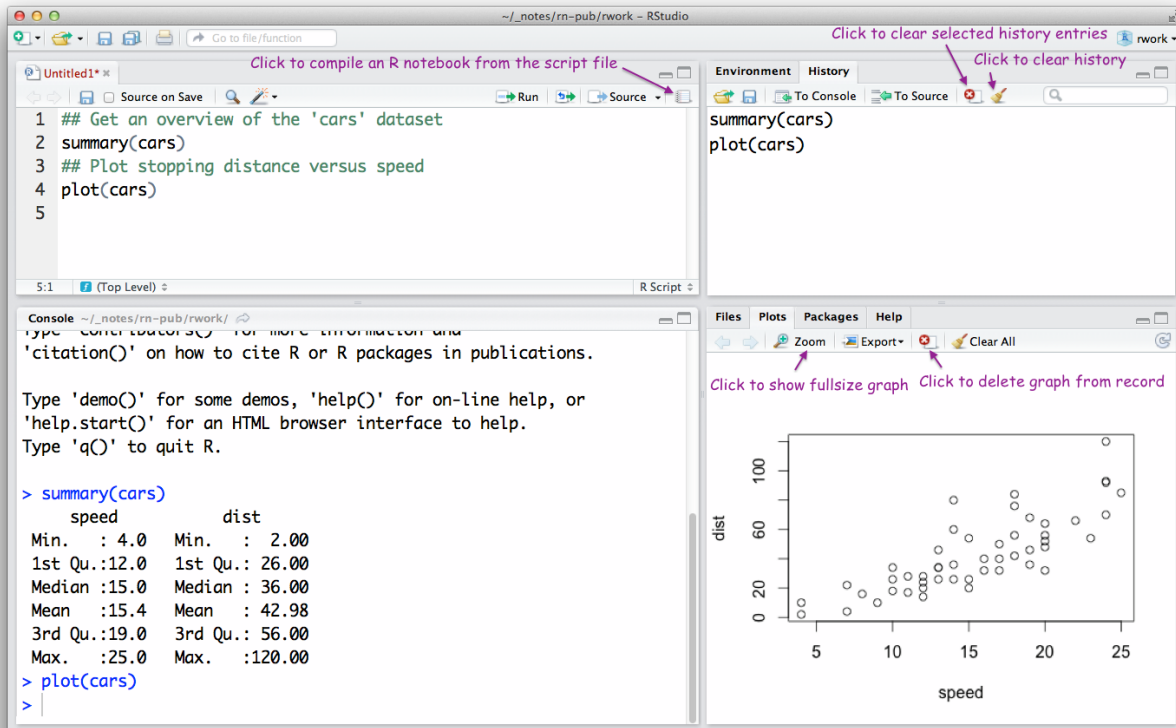 ~/_notes/rn-pub/rwork – RStudio
Go to file/function
rwork
Click to clear selected history entries
Click to clear history
Click to compile an R notebook from the script file
Untitled1*
Source on Save
Run
Source
1 ## Get an overview of the 'cars' dataset
2 summary(cars)
3 ## Plot stopping distance versus speed
4 plot(cars)
5
5:1 (Top Level) R Script
Environment History
To Console To Source
summary(cars)
plot(cars)
Console ~/_notes/rn-pub/rwork/
Type 'contributors()' for more information and
'citation()' on how to cite R or R packages in publications.
Type 'demo()' for some demos, 'help()' for on-line help, or
'help.start()' for an HTML browser interface to help.
Type 'q()' to quit R.
> summary(cars)
speed dist
Min. : 4.0 Min. : 2.00
1st Qu.:12.0 1st Qu.: 26.00
Median :15.0 Median : 36.00
Mean :15.4 Mean : 42.98
3rd Qu.:19.0 3rd Qu.: 56.00
Max. :25.0 Max. :120.00
> plot(cars)
>
Files Plots Packages Help
Zoom Export Clear All
Click to show fullsize graph
Click to delete graph from record
dist
100
60
20
0
5 10 15 20 25
speed